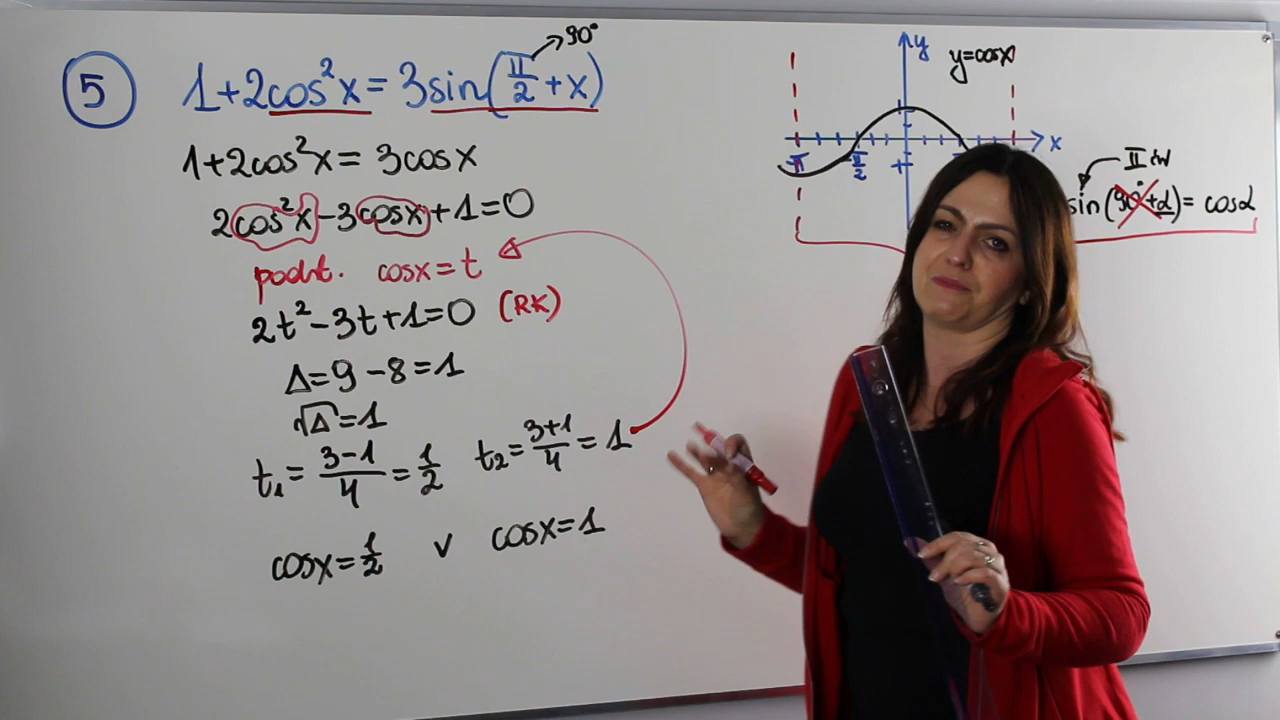 5
1+2cos²x = 3sin(π/2 + x) → 90°
1+2cos²x = 3cosx
2cos²x-3cosx+1=0
podst. cosx=t
2t²-3t+1=0 (RK)
Δ=9-8=1
√Δ=1
t₁ = (3-1)/4 = 1/2 t₂ = (3+1)/4 = 1
cosx=1/2 v cosx=1
y
y=cosx
x
-π -π/2
II ćw
sin(90°+α)= cosα